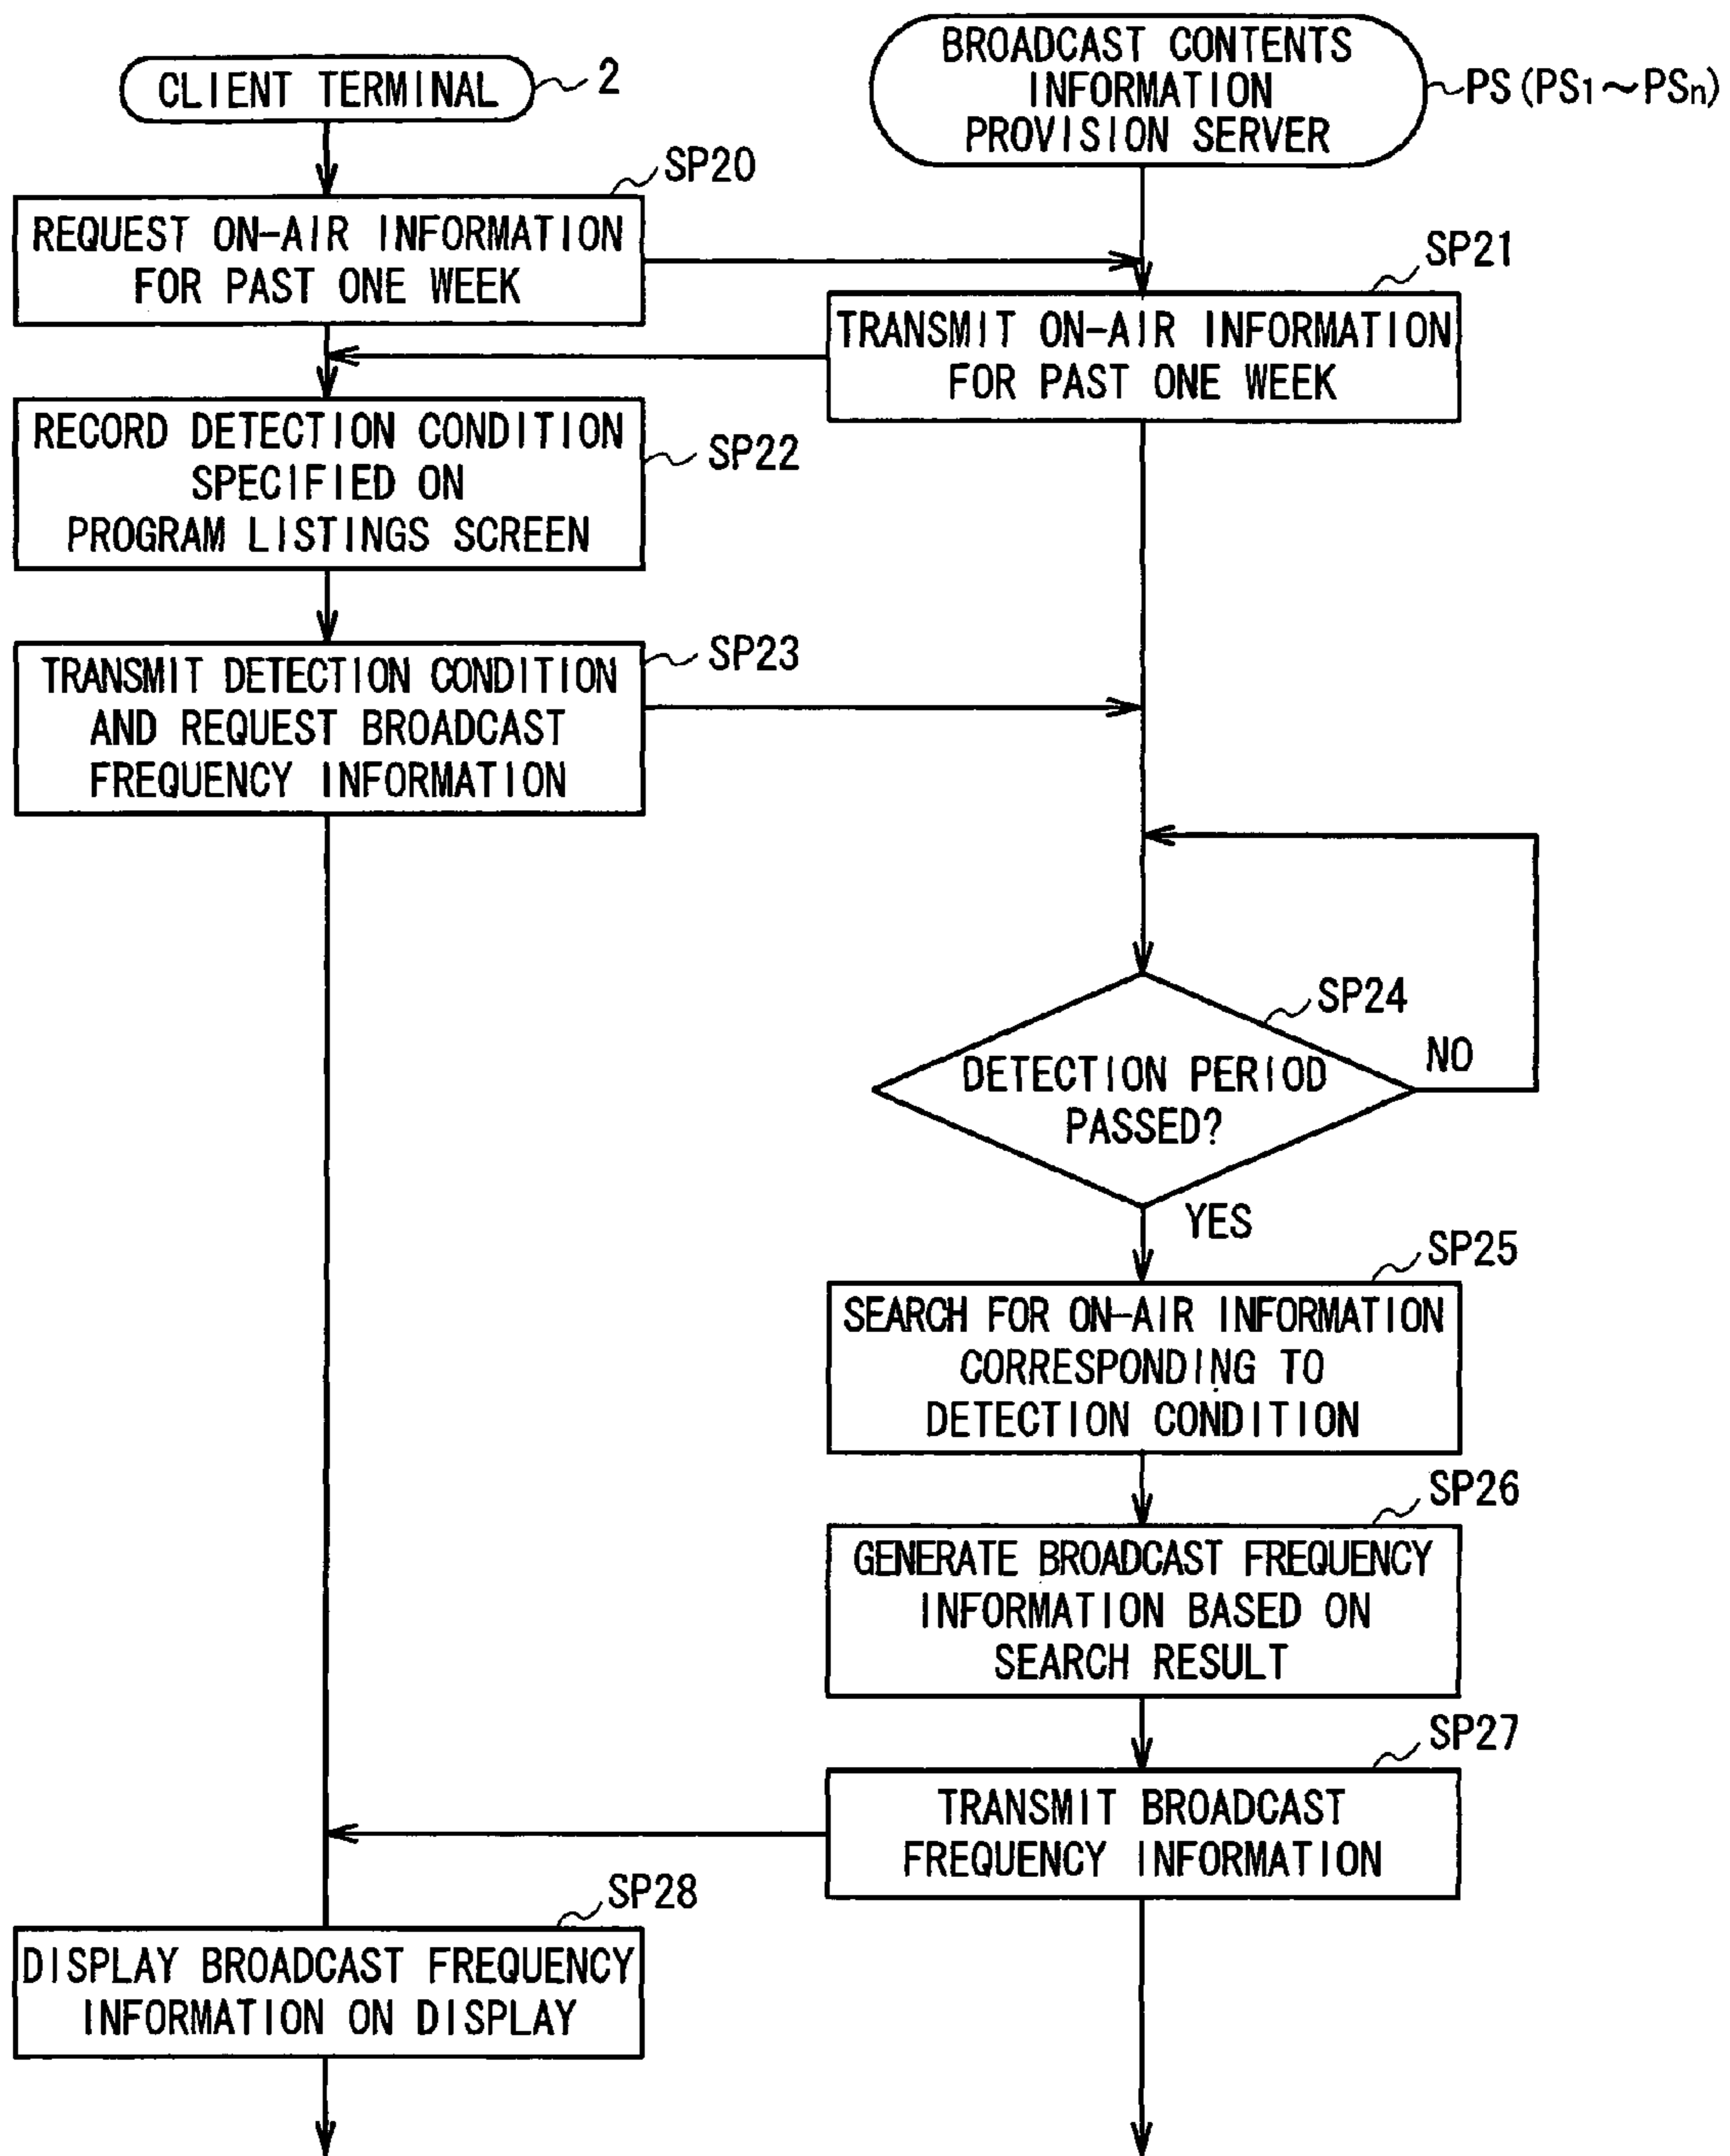 CLIENT TERMINAL
2
BROADCAST CONTENTS
INFORMATION
PROVISION SERVER
PS(PS1~PSn)
SP20
REQUEST ON-AIR INFORMATION
FOR PAST ONE WEEK
SP21
TRANSMIT ON-AIR INFORMATION
FOR PAST ONE WEEK
RECORD DETECTION CONDITION
SPECIFIED ON
PROGRAM LISTINGS SCREEN
SP22
TRANSMIT DETECTION CONDITION
AND REQUEST BROADCAST
FREQUENCY INFORMATION
SP23
SP24
DETECTION PERIOD
PASSED?
NO
YES
SP25
SEARCH FOR ON-AIR INFORMATION
CORRESPONDING TO
DETECTION CONDITION
SP26
GENERATE BROADCAST FREQUENCY
INFORMATION BASED ON
SEARCH RESULT
SP27
TRANSMIT BROADCAST
FREQUENCY INFORMATION
SP28
DISPLAY BROADCAST FREQUENCY
INFORMATION ON DISPLAY